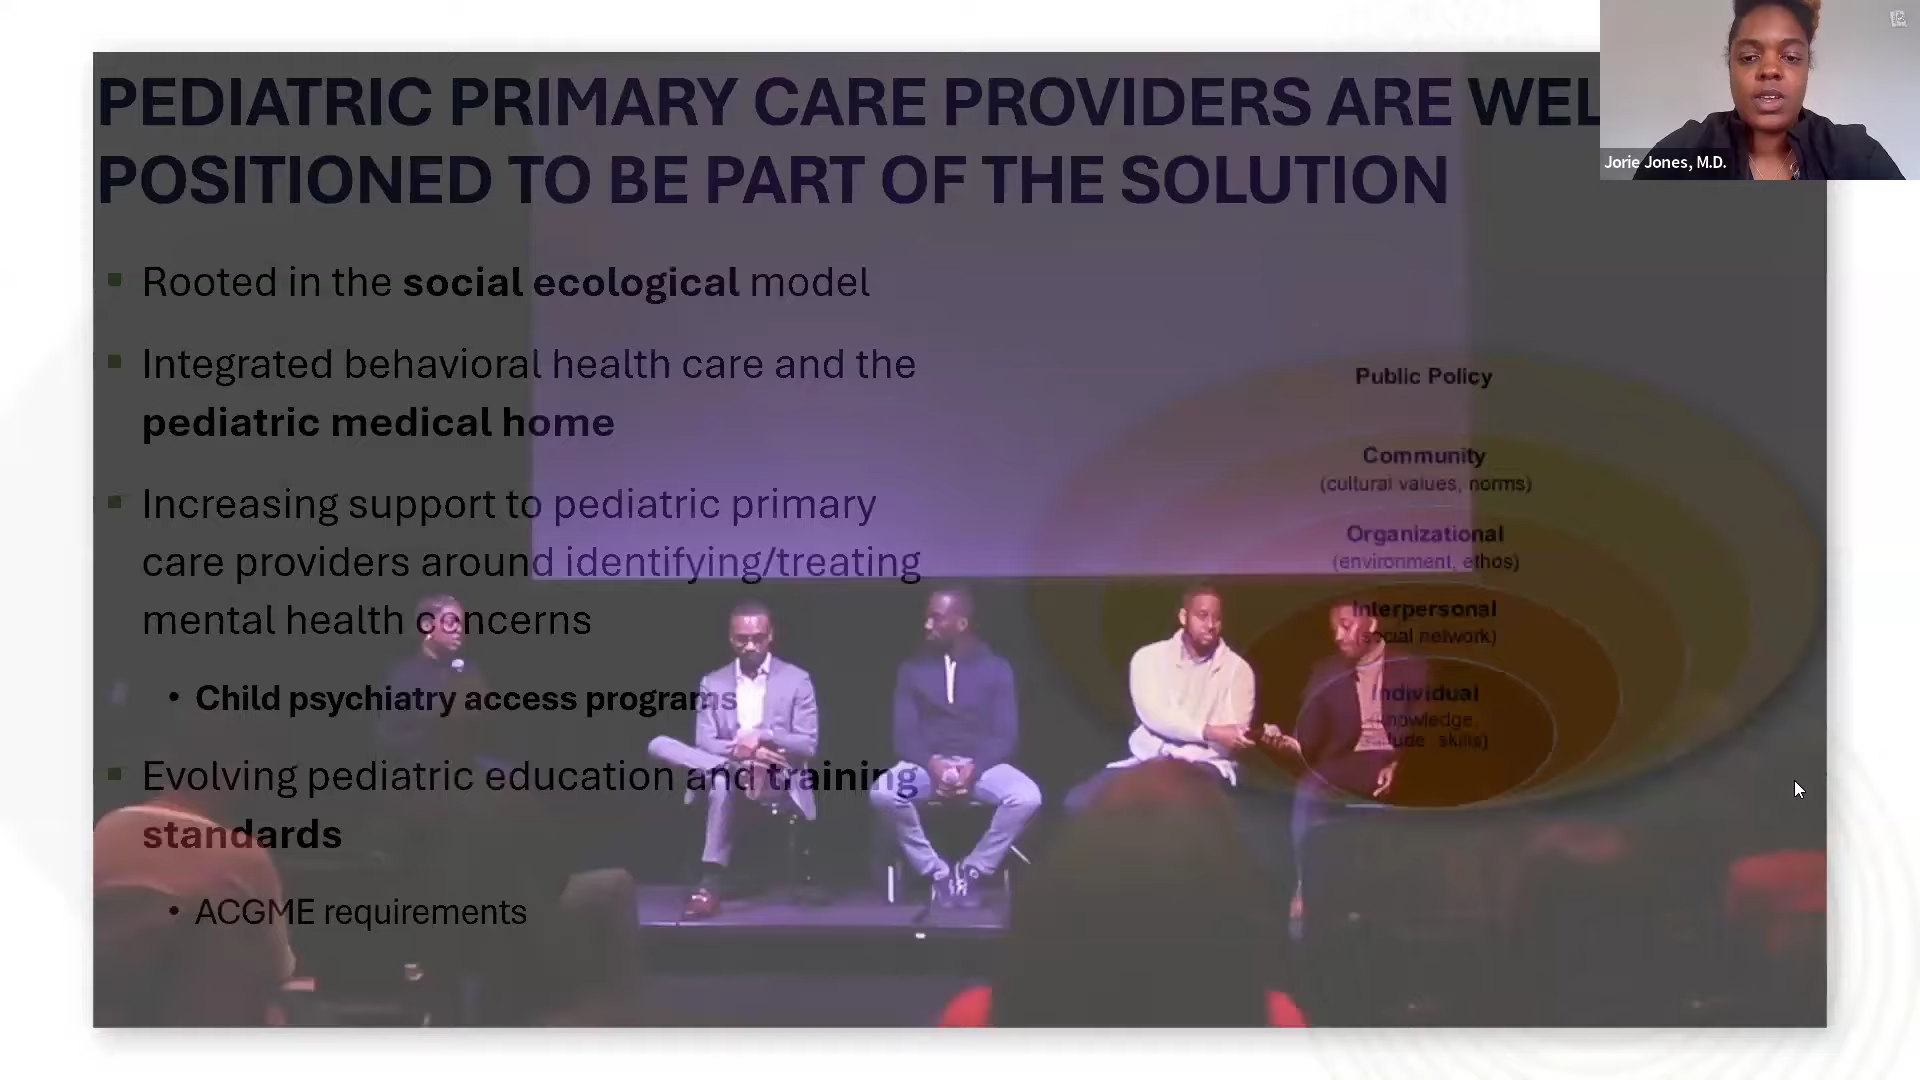 PEDIATRIC PRIMARY CARE PROVIDERS ARE WEL
POSITIONED TO BE PART OF THE SOLUTION
Jorie Jones, M.D.
▪ Rooted in the social ecological model
▪ Integrated behavioral health care and the
pediatric medical home
▪ Increasing support to pediatric primary
care providers around identifying/treating
mental health concerns
• Child psychiatry access programs
▪ Evolving pediatric education and training
standards
• ACGME requirements
Public Policy
Community
(cultural values, norms)
Organizational
(environment, ethos)
Interpersonal
(social network)
Individual
skills)